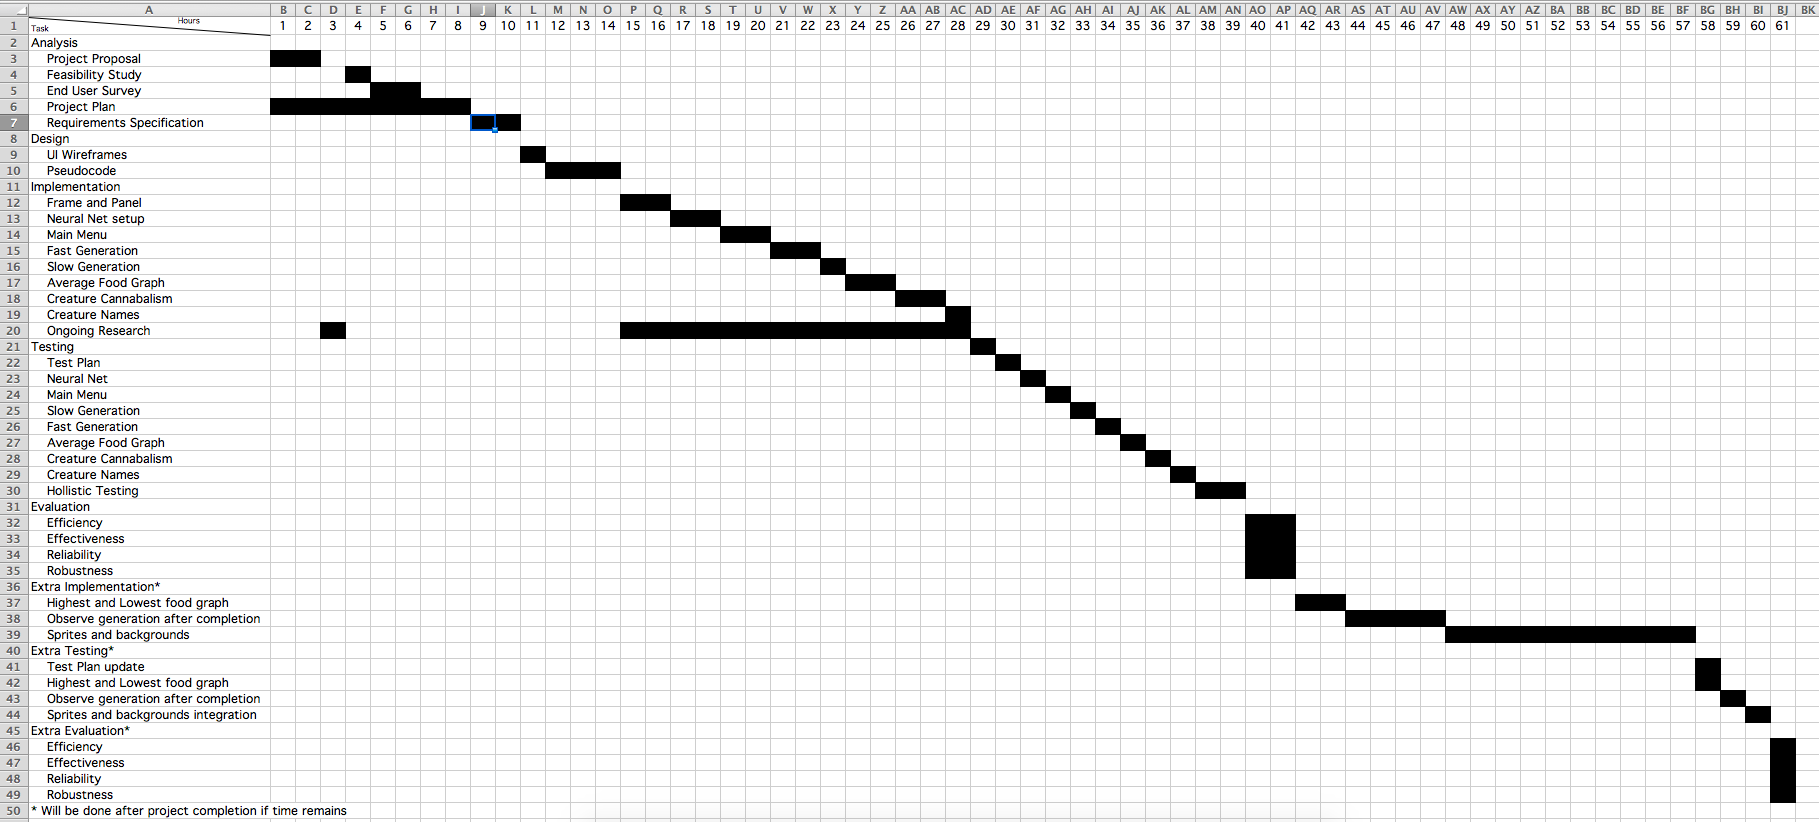 A B C D E F G H I J K L M N O P Q R S T U V W X Y Z AA AB AC AD AE AF AG AH AI AJ AK AL AM AN AO AP AQ AR AS AT AU AV AW AX AY AZ BA BB BC BD BE BF BG BH BI BJ BK
Hours
1 Task 1 2 3 4 5 6 7 8 9 10 11 12 13 14 15 16 17 18 19 20 21 22 23 24 25 26 27 28 29 30 31 32 33 34 35 36 37 38 39 40 41 42 43 44 45 46 47 48 49 50 51 52 53 54 55 56 57 58 59 60 61
2 Analysis
3 Project Proposal
4 Feasibility Study
5 End User Survey
6 Project Plan
7 Requirements Specification
8 Design
9 UI Wireframes
10 Pseudocode
11 Implementation
12 Frame and Panel
13 Neural Net setup
14 Main Menu
15 Fast Generation
16 Slow Generation
17 Average Food Graph
18 Creature Cannabalism
19 Creature Names
20 Ongoing Research
21 Testing
22 Test Plan
23 Neural Net
24 Main Menu
25 Slow Generation
26 Fast Generation
27 Average Food Graph
28 Creature Cannabalism
29 Creature Names
30 Hollistic Testing
31 Evaluation
32 Efficiency
33 Effectiveness
34 Reliability
35 Robustness
36 Extra Implementation*
37 Highest and Lowest food graph
38 Observe generation after completion
39 Sprites and backgrounds
40 Extra Testing*
41 Test Plan update
42 Highest and Lowest food graph
43 Observe generation after completion
44 Sprites and backgrounds integration
45 Extra Evaluation*
46 Efficiency
47 Effectiveness
48 Reliability
49 Robustness
50 * Will be done after project completion if time remains